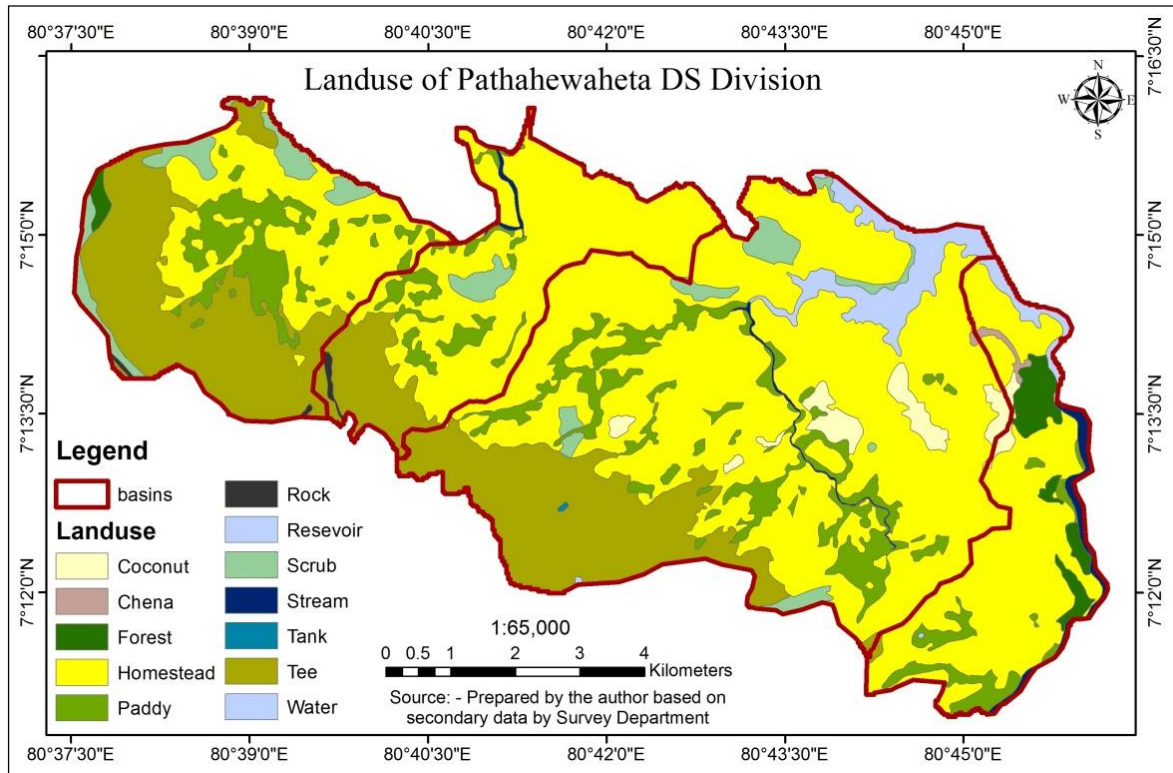 80°37'30"E 80°39'0"E 80°40'30"E 80°42'0"E 80°43'30"E 80°45'0"E
7°16'30"N
Landuse of Pathahewaheta DS Division
N
W E
S
7°15'0"N 7°15'0"N
7°13'30"N 7°13'30"N
Legend
basins
Landuse
Coconut
Chena
Forest
Homestead
Paddy
Rock
Resevoir
Scrub
Stream
Tank
Tee
Water
7°12'0"N 7°12'0"N
1:65,000
0 0.5 1 2 3 4
Kilometers
Source: - Prepared by the author based on
secondary data by Survey Department
80°37'30"E 80°39'0"E 80°40'30"E 80°42'0"E 80°43'30"E 80°45'0"E